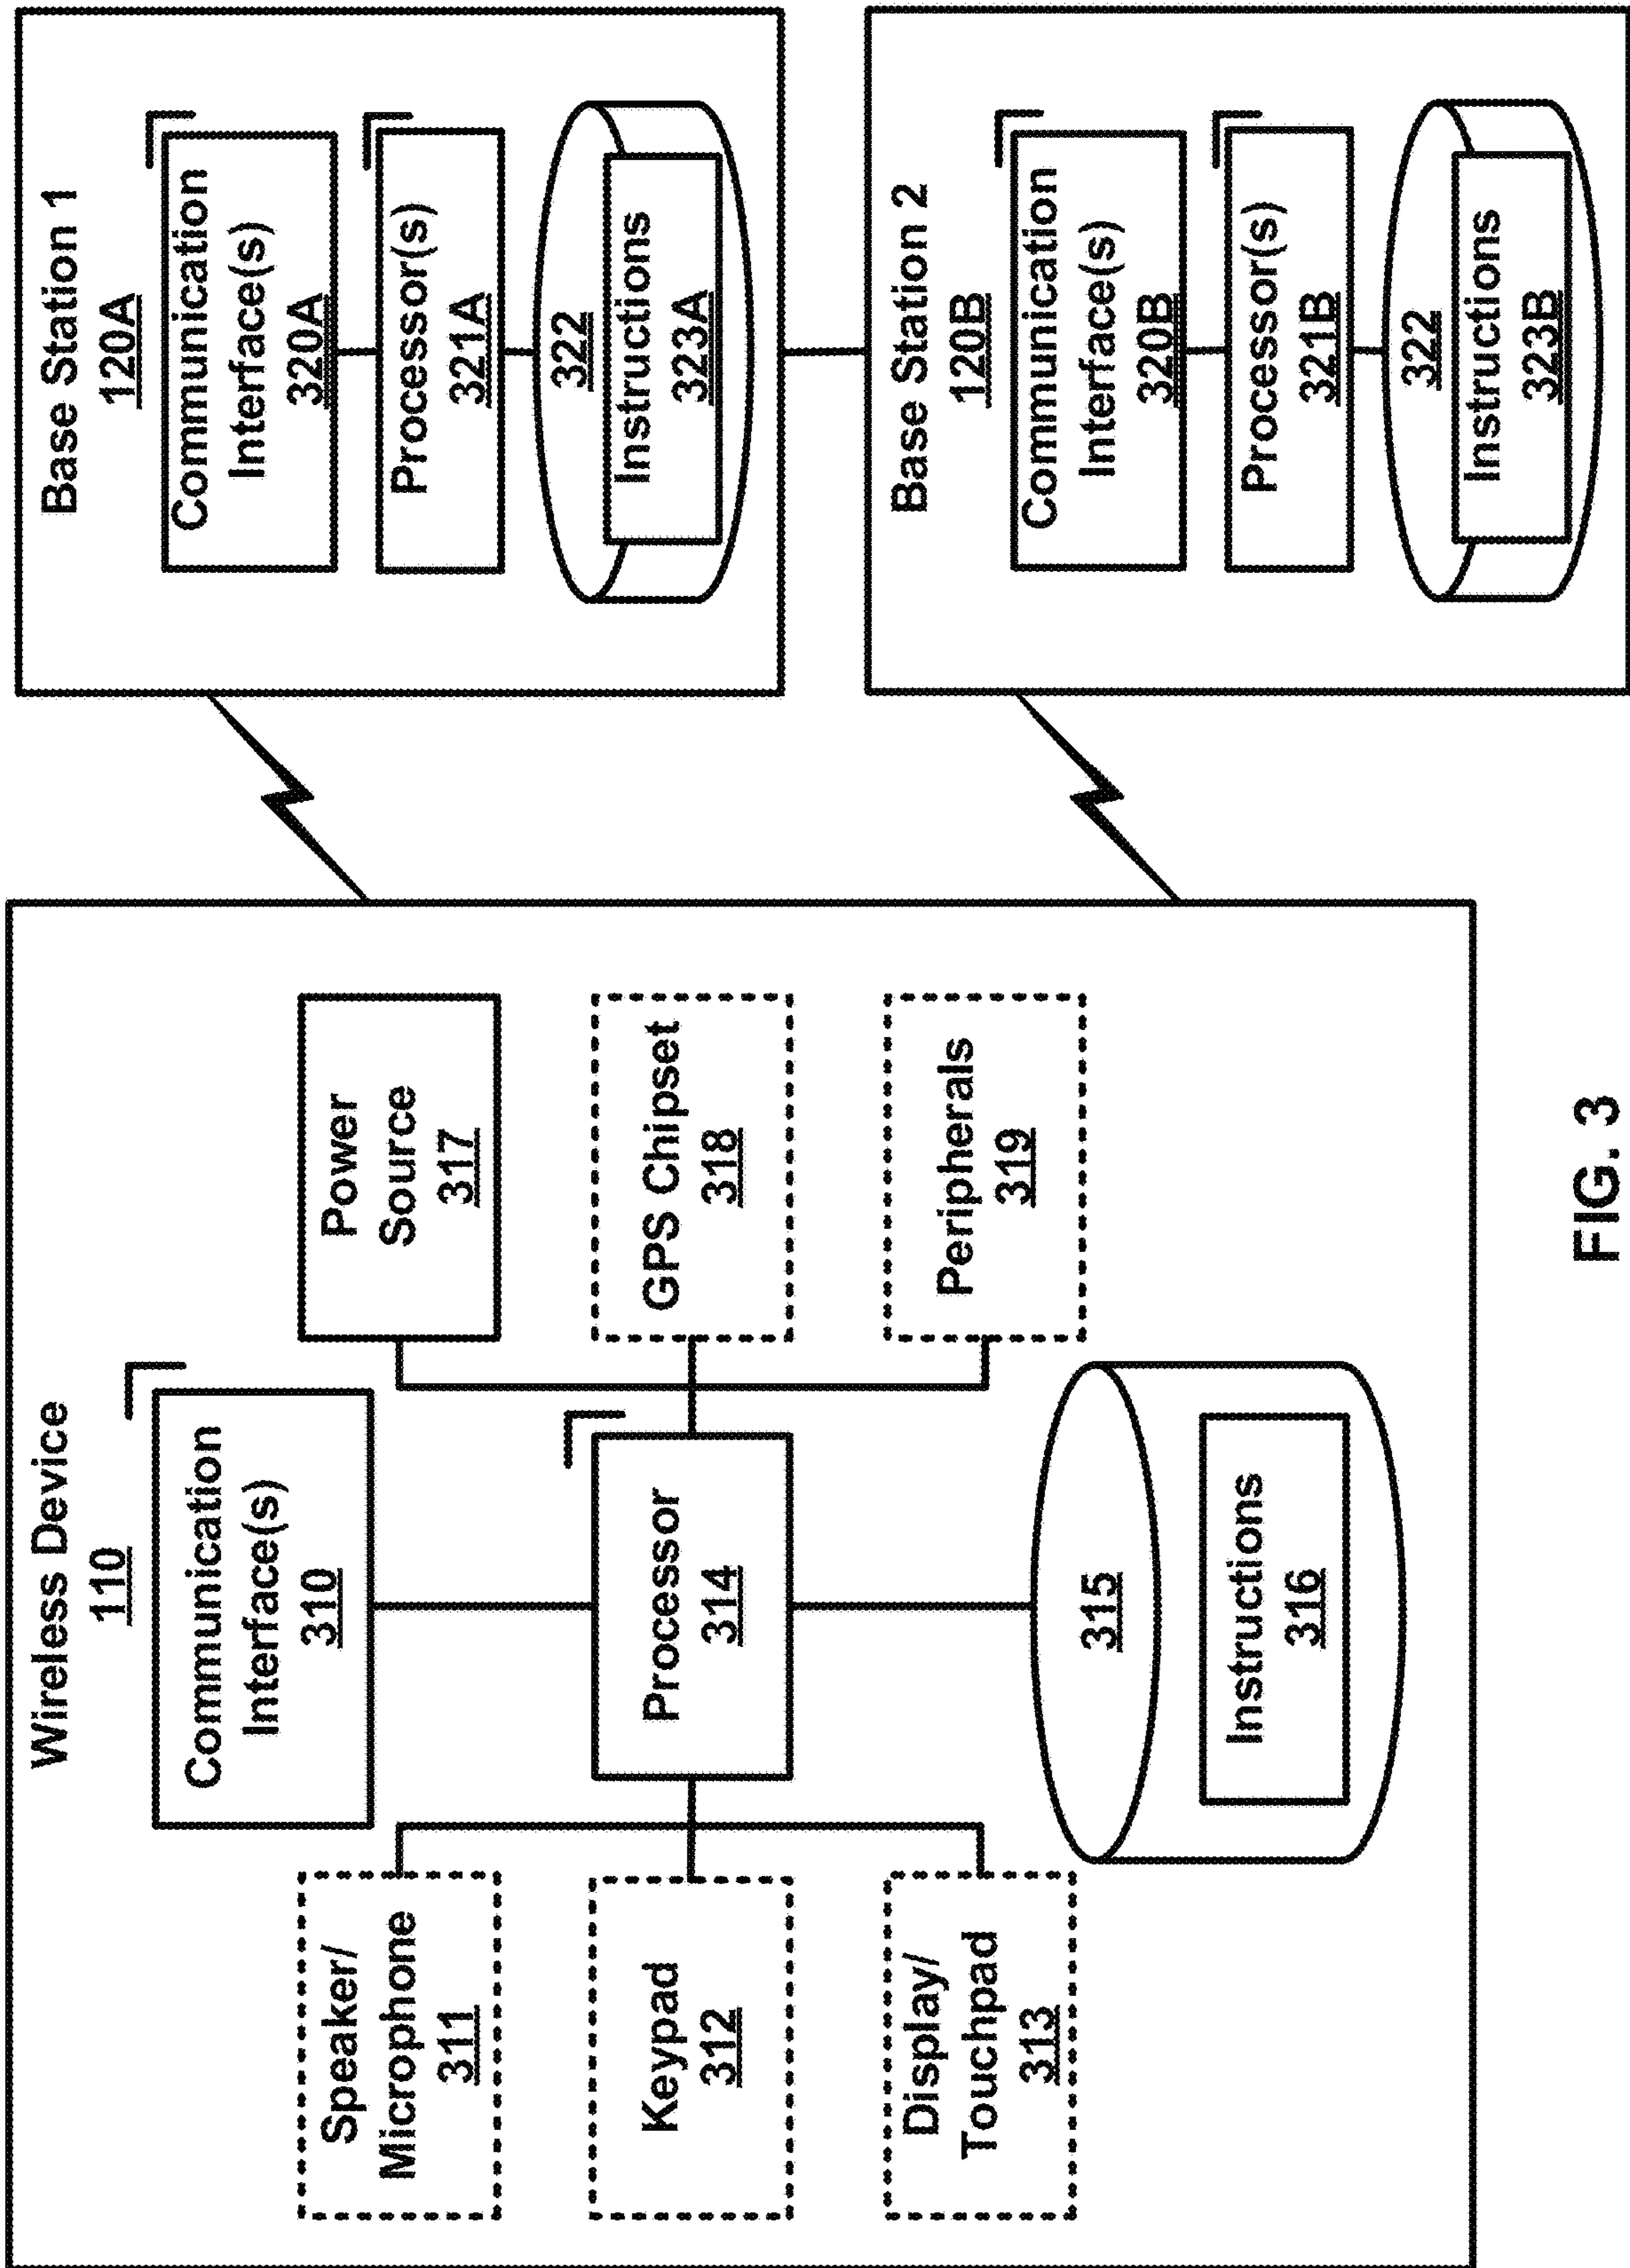 Wireless Device
110
Communication
Interface(s)
310
Speaker/
Microphone
311
Keypad
312
Display/
Touchpad
313
Processor
314
Power
Source
317
GPS Chipset
318
Peripherals
319
315
Instructions
316
Base Station 1
120A
Communication
Interface(s)
320A
Processor(s)
321A
322
Instructions
323A
Base Station 2
120B
Communication
Interface(s)
320B
Processor(s)
321B
322
Instructions
323B
FIG. 3